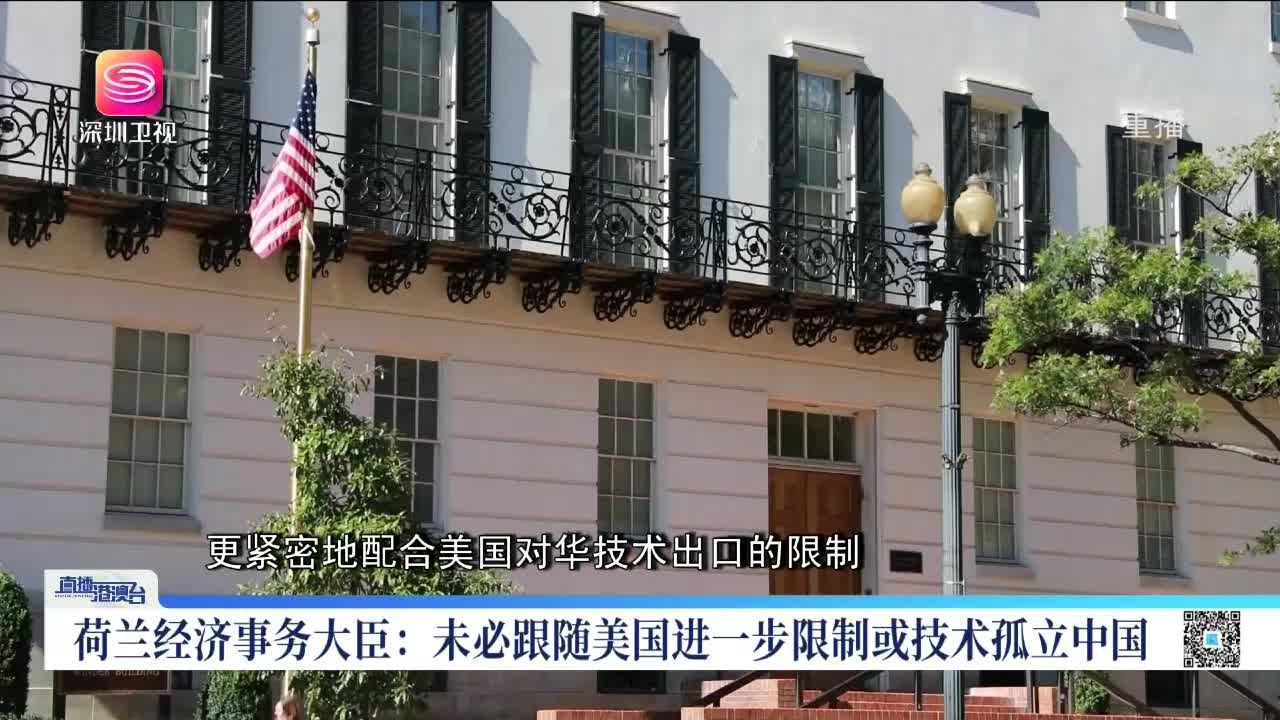 深圳卫视
重播
更紧密地配合美国对华技术出口的限制
直播
港澳台
荷兰经济事务大臣：未必跟随美国进一步限制或技术孤立中国
WINDER BUILDING